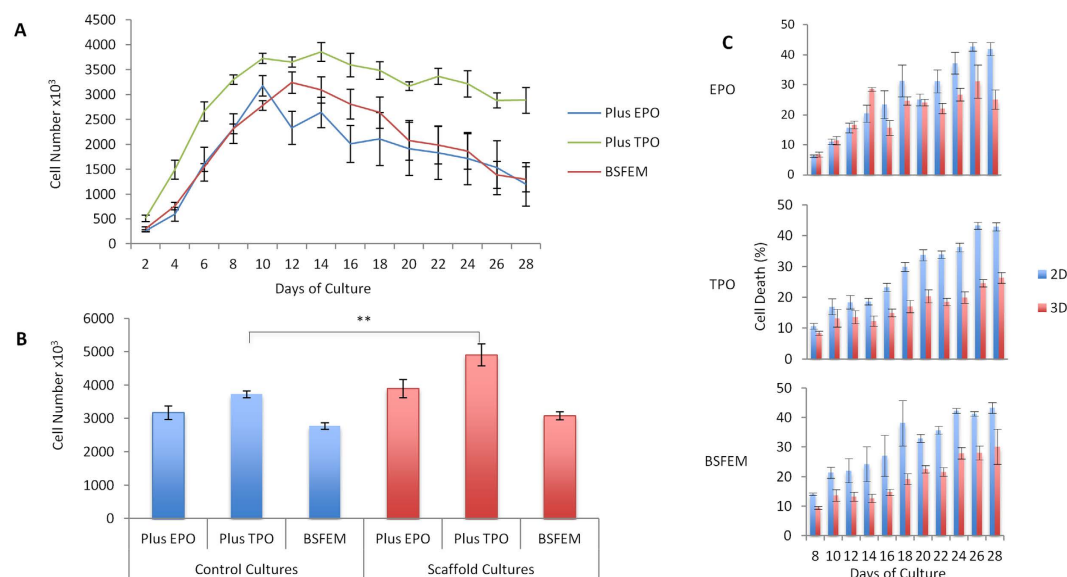 A
4500
4000
3500
3000
2500
2000
1500
1000
500
0
Cell Number x10³
2 4 6 8 10 12 14 16 18 20 22 24 26 28
Days of Culture
Plus EPO
Plus TPO
BSFEM
B
6000
5000
4000
3000
2000
1000
0
Cell Number x10³
**
Plus EPO Plus TPO BSFEM Plus EPO Plus TPO BSFEM
Control Cultures Scaffold Cultures
C
EPO
50
40
30
20
10
0
TPO
50
40
30
20
10
0
Cell Death (%)
2D
3D
BSFEM
50
40
30
20
10
0
8 10 12 14 16 18 20 22 24 26 28
Days of Culture